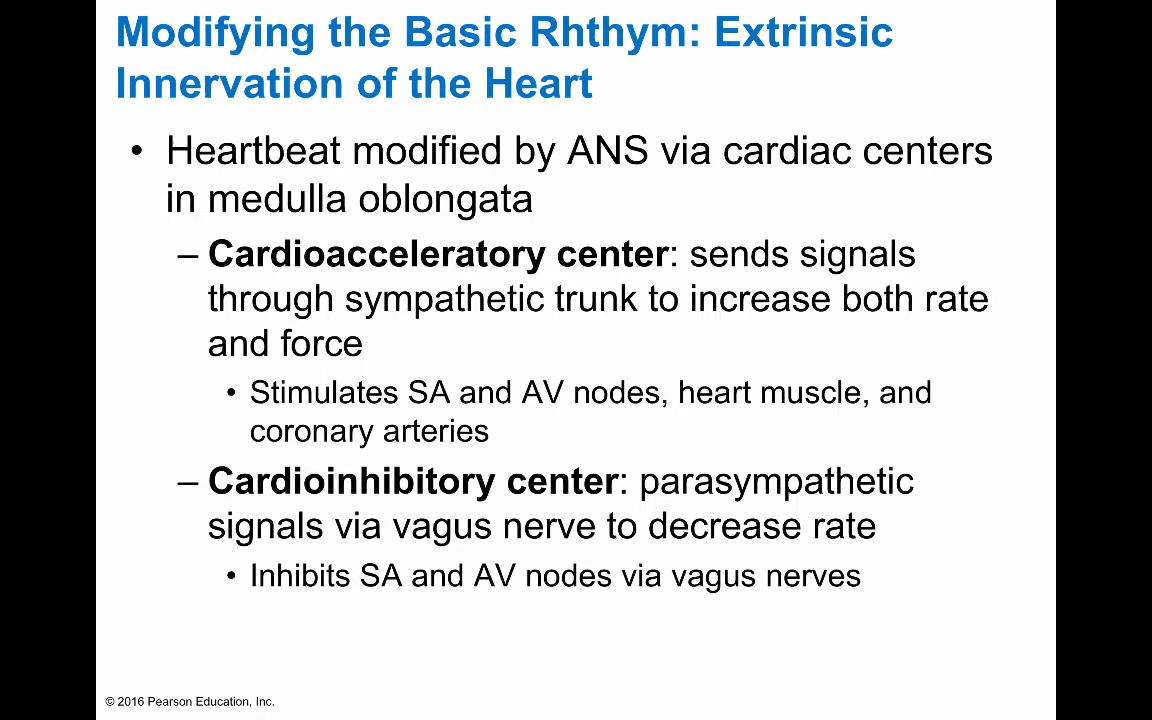 Modifying the Basic Rhthym: Extrinsic
Innervation of the Heart
• Heartbeat modified by ANS via cardiac centers
in medulla oblongata
– Cardioacceleratory center: sends signals
through sympathetic trunk to increase both rate
and force
• Stimulates SA and AV nodes, heart muscle, and
coronary arteries
– Cardioinhibitory center: parasympathetic
signals via vagus nerve to decrease rate
• Inhibits SA and AV nodes via vagus nerves
© 2016 Pearson Education, Inc.